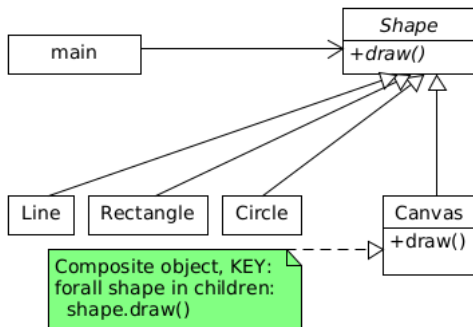 Shape
+draw()
main
Line
Rectangle
Circle
Canvas
+draw()
Composite object, KEY:
forall shape in children:
shape.draw()